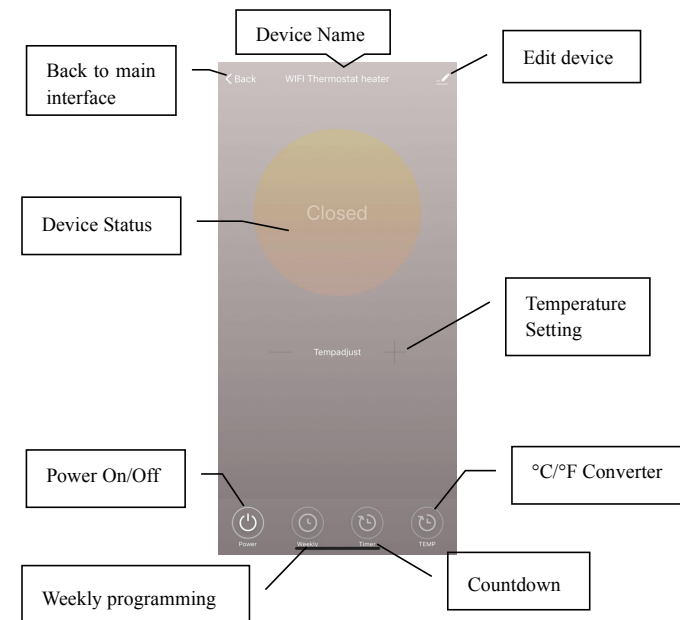 Device Name
Edit device
Back to main
interface
Back
WIFI Thermostat heater
Closed
Device Status
Temperature
Setting
Tempadjust
Power On/Off
°C/°F Converter
Power
Weekly
Timer
TEMP
Weekly programming
Countdown